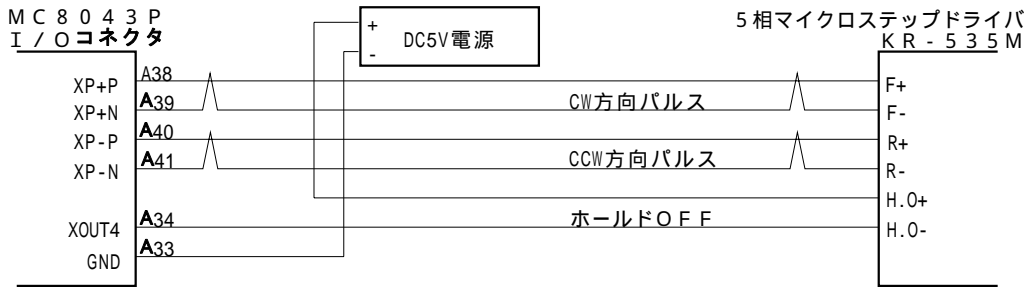 MC8043P
I/Oコネクタ
5相マイクロステップドライバ
KR-535M
+
DC5V電源
-
XP+P
A38
F+
XP+N
A39
CW方向パルス
F-
XP-P
A40
R+
XP-N
A41
CCW方向パルス
R-
H.O+
XOUT4
A34
ホールドOFF
H.O-
GND
A33